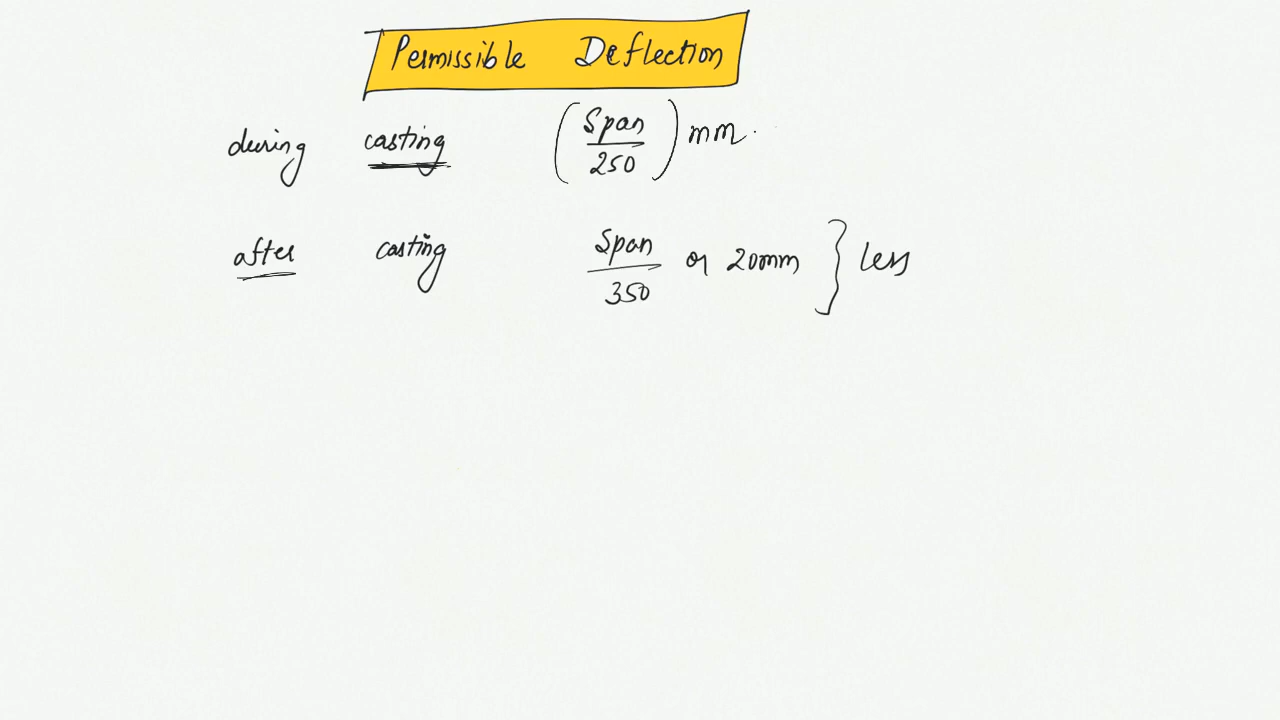 Permissible Deflection
during casting (Span/250) mm.
after casting Span/350 or 20mm } less